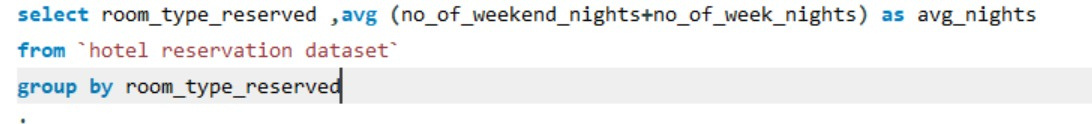 select room_type_reserved ,avg (no_of_weekend_nights+no_of_week_nights) as avg_nights
from `hotel reservation dataset`
group by room_type_reserved
.